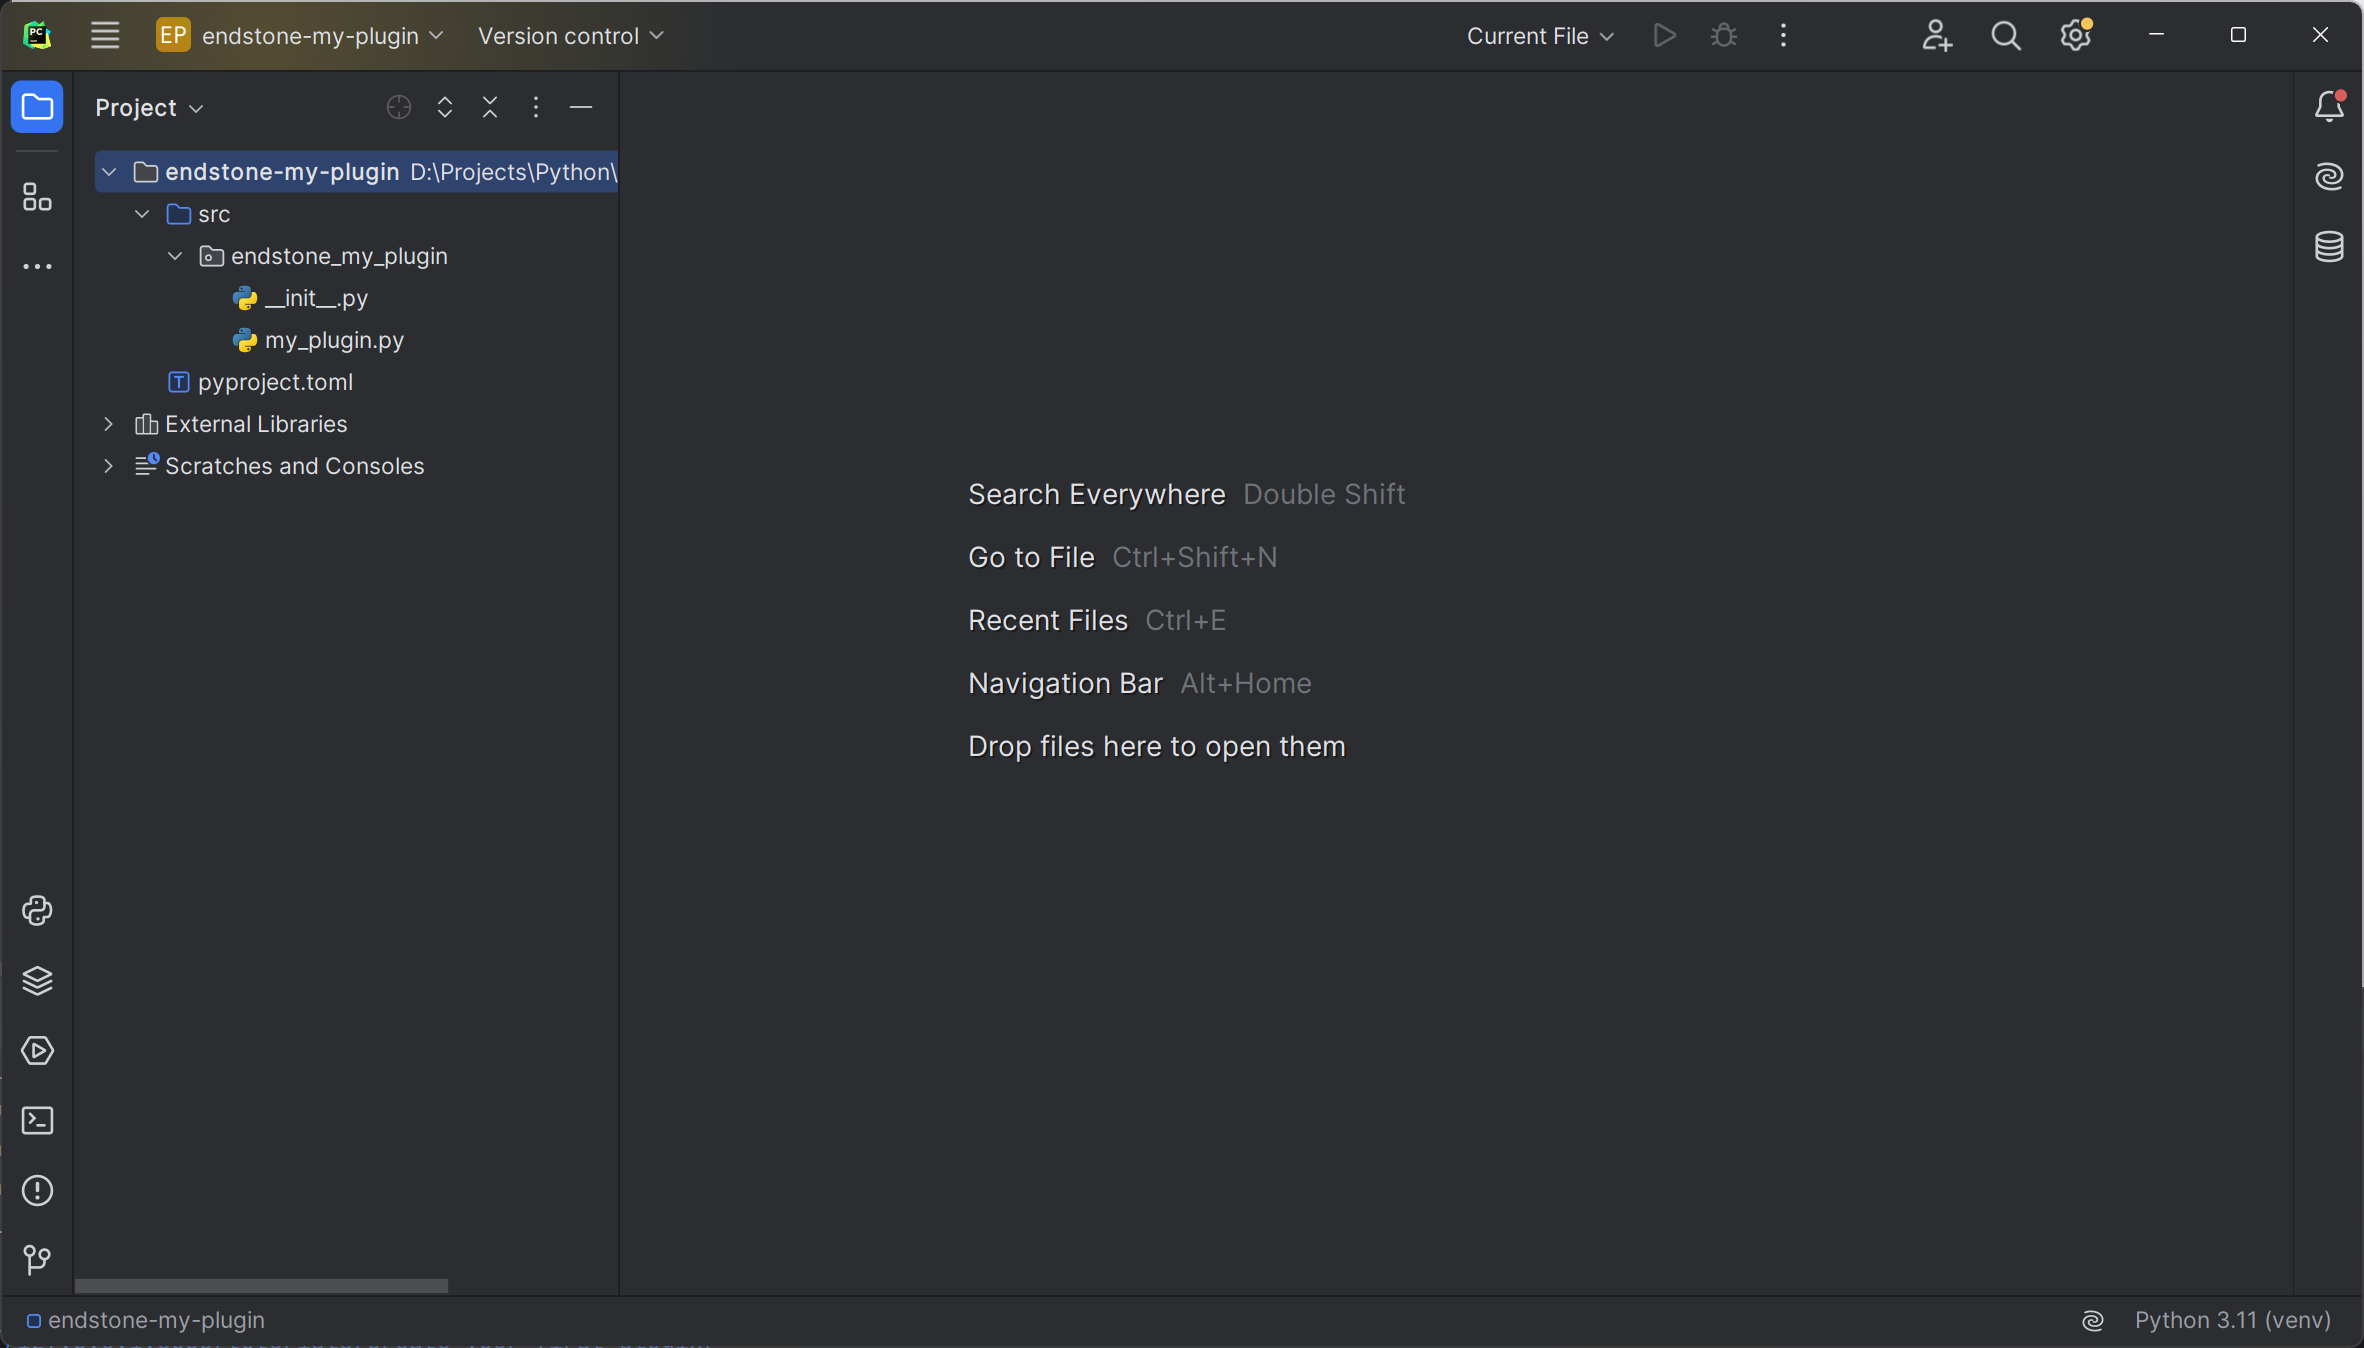 PC EP endstone-my-plugin Version control Current File
Project
endstone-my-plugin D:\Projects\Python\
src
endstone_my_plugin
__init__.py
my_plugin.py
T pyproject.toml
External Libraries
Scratches and Consoles
Search Everywhere Double Shift
Go to File Ctrl+Shift+N
Recent Files Ctrl+E
Navigation Bar Alt+Home
Drop files here to open them
endstone-my-plugin Python 3.11 (venv)